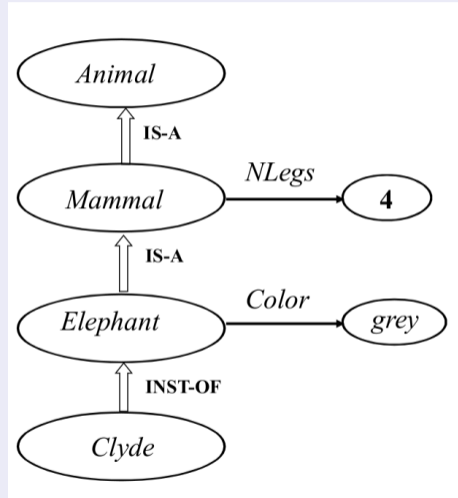 Animal
IS-A
NLegs
Mammal
4
IS-A
Color
Elephant
grey
INST-OF
Clyde